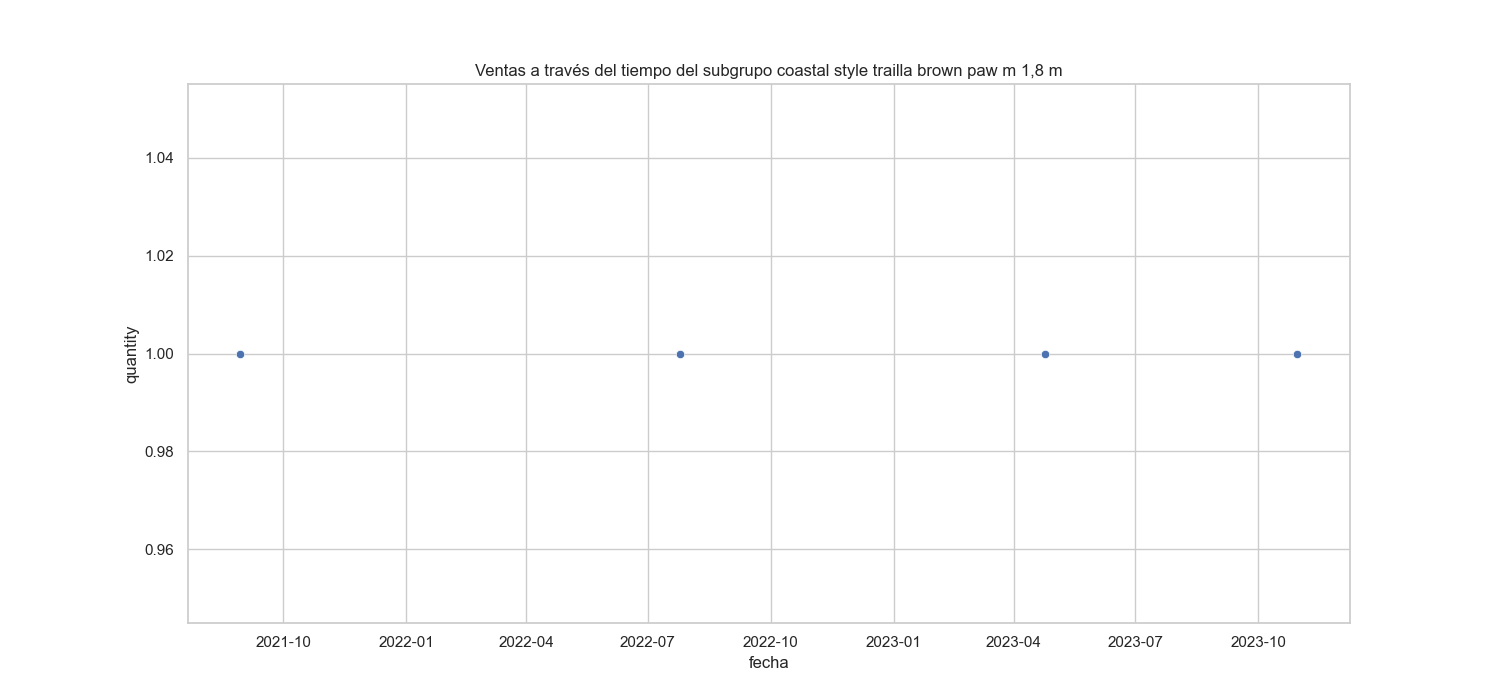 Ventas a través del tiempo del subgrupo coastal style trailla brown paw m 1,8 m
1.04
1.02
1.00
0.98
0.96
quantity
2021-10 2022-01 2022-04 2022-07 2022-10 2023-01 2023-04 2023-07 2023-10
fecha